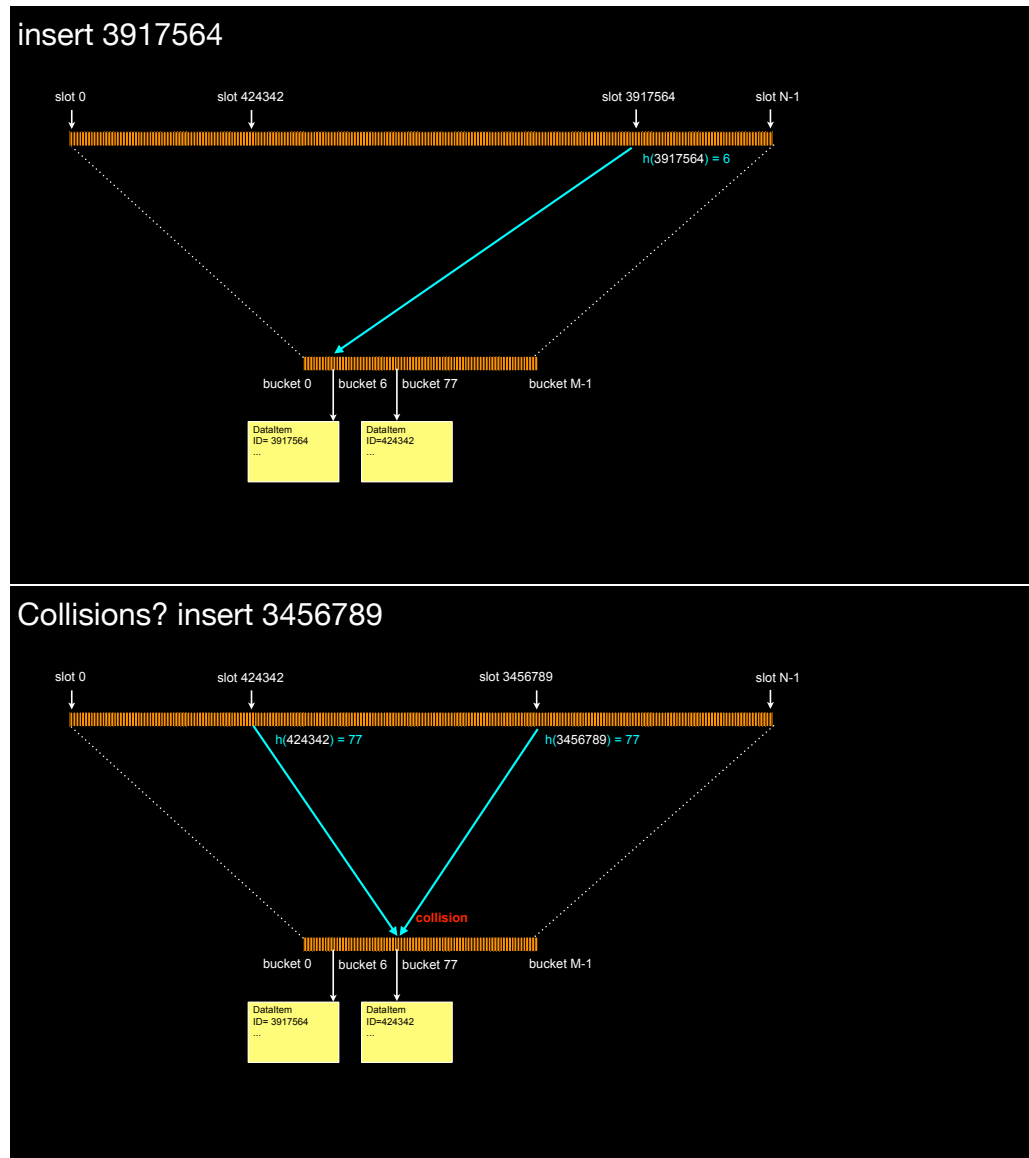 insert 3917564
slot 0
slot 424342
slot 3917564
slot N-1
h(3917564) = 6
bucket 0
bucket 6
bucket 77
bucket M-1
DataItem
ID= 3917564
...
DataItem
ID=424342
...
Collisions? insert 3456789
slot 0
slot 424342
slot 3456789
slot N-1
h(424342) = 77
h(3456789) = 77
collision
bucket 0
bucket 6
bucket 77
bucket M-1
DataItem
ID= 3917564
...
DataItem
ID=424342
...